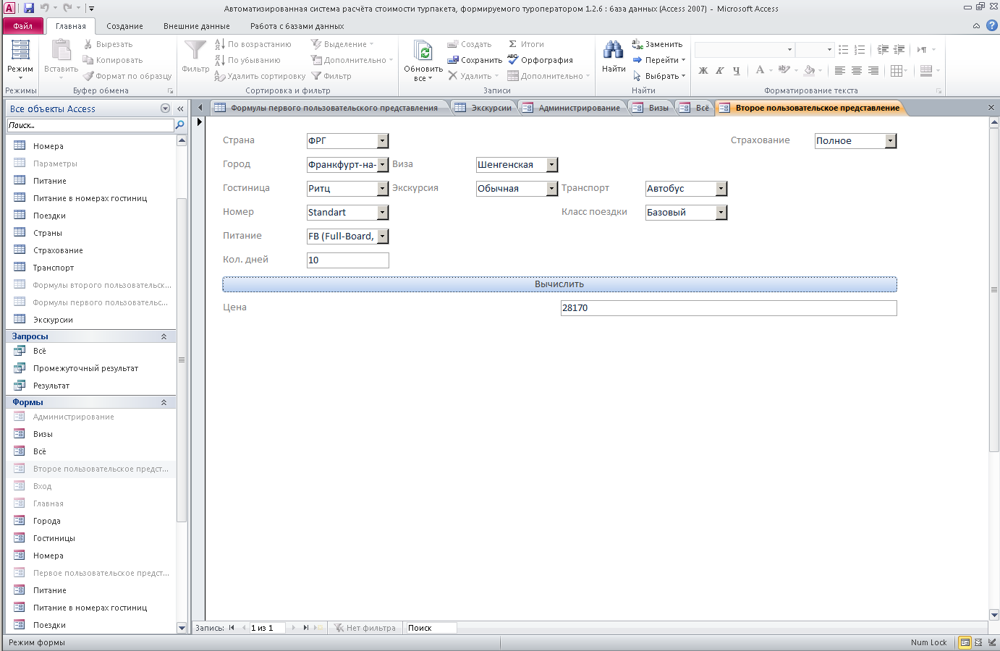 Автоматизированная система расчёта стоимости турпакета, формируемого туроператором 1.2.6 : база данных (Access 2007) - Microsoft Access
Файл Главная Создание Внешние данные Работа с базами данных
Режим
Режимы
Вставить
Вырезать
Копировать
Формат по образцу
Буфер обмена
Фильтр
По возрастанию
По убыванию
Удалить сортировку
Выделение
Дополнительно
Фильтр
Сортировка и фильтр
Обновить
все
Создать
Сохранить
Удалить
Итоги
Орфография
Дополнительно
Записи
Найти
Заменить
Перейти
Выбрать
Найти
Ж К Ч
Форматирование текста
Все объекты Access
Поиск...
Номера
Параметры
Питание
Питание в номерах гостиниц
Поездки
Страны
Страхование
Транспорт
Формулы второго пользовательск...
Формулы первого пользовательс...
Экскурсии
Запросы
Всё
Промежуточный результат
Результат
Формы
Администрирование
Визы
Всё
Второе пользовательское предст...
Вход
Главная
Города
Гостиницы
Номера
Первое пользовательское предст...
Питание
Питание в номерах гостиниц
Поездки
Формулы первого пользовательского представления Экскурсии Администрирование Визы Всё Второе пользовательское представление
Страна ФРГ Страхование Полное
Город Франкфурт-на- Виза Шенгенская
Гостиница Ритц Экскурсия Обычная Транспорт Автобус
Номер Standart Класс поездки Базовый
Питание FB (Full-Board,
Кол. дней 10
Вычислить
Цена 28170
Запись: 1 из 1 Нет фильтра Поиск
Режим формы Num Lock